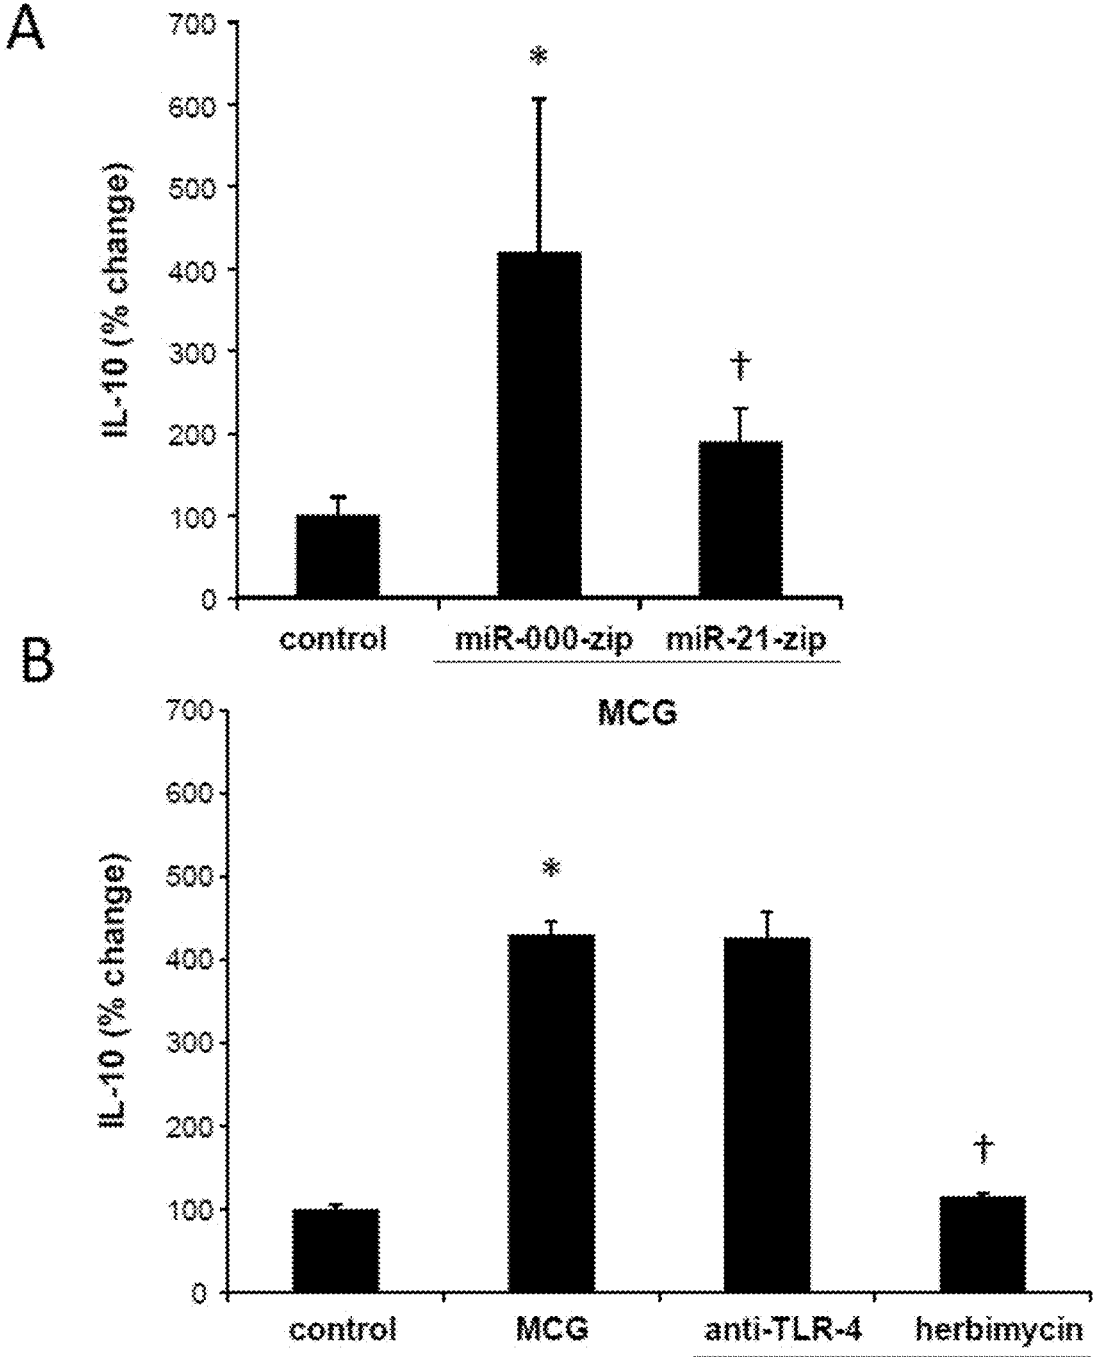 A
700
*
600
500
400
300
†
200
100
0
IL-10 (% change)
control miR-000-zip miR-21-zip
MCG
B
700
600
500
*
400
300
200
†
100
0
IL-10 (% change)
control MCG anti-TLR-4 herbimycin